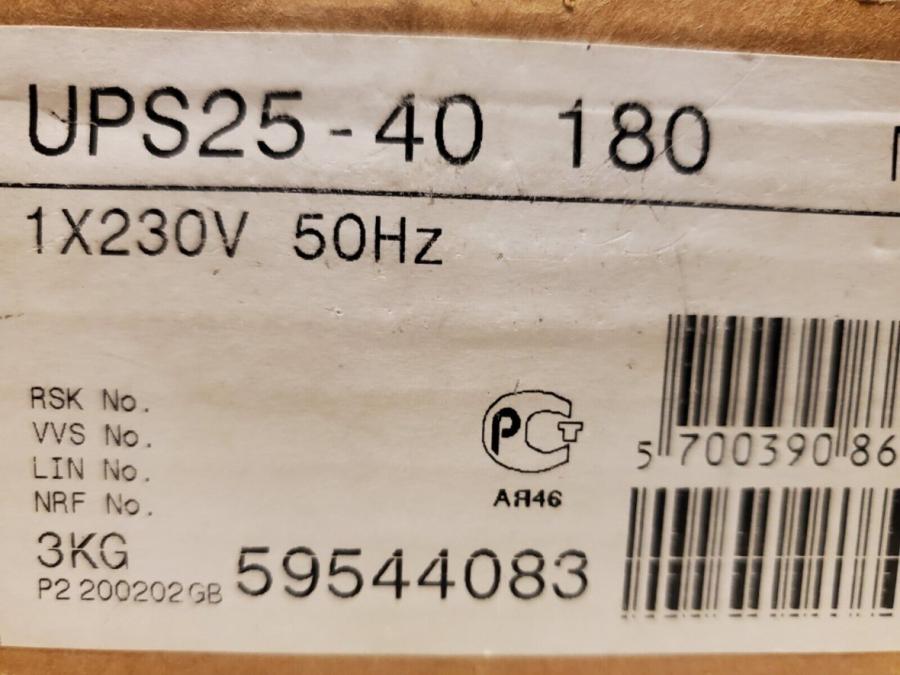 UPS25-40 180
1X230V 50Hz
RSK No.
VVS No.
LIN No.
NRF No.
РСТ
АЯ46
5 700390 86
3KG
P2 200202GB
59544083